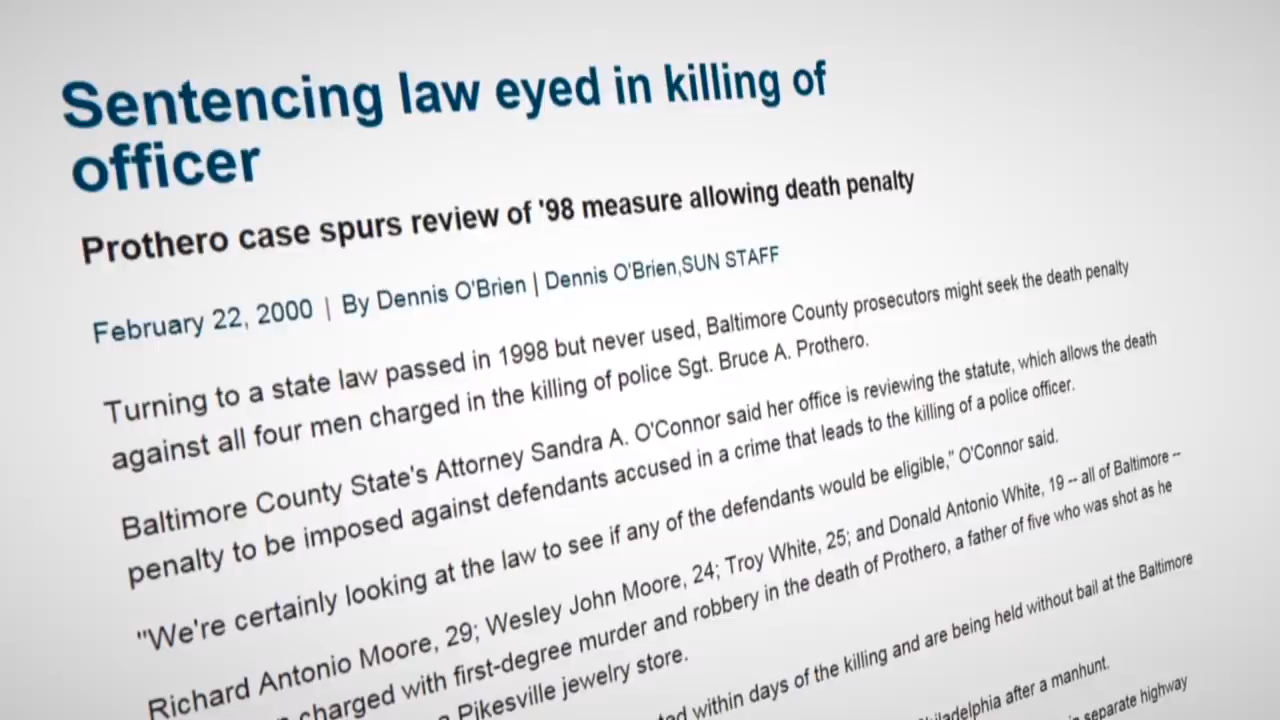 Sentencing law eyed in killing of
officer
Prothero case spurs review of '98 measure allowing death penalty
February 22, 2000 | By Dennis O'Brien | Dennis O'Brien,SUN STAFF
Turning to a state law passed in 1998 but never used, Baltimore County prosecutors might seek the death penalty
against all four men charged in the killing of police Sgt. Bruce A. Prothero.
Baltimore County State's Attorney Sandra A. O'Connor said her office is reviewing the statute, which allows the death
penalty to be imposed against defendants accused in a crime that leads to the killing of a police officer.
"We're certainly looking at the law to see if any of the defendants would be eligible," O'Connor said.
Richard Antonio Moore, 29; Wesley John Moore, 24; Troy White, 25; and Donald Antonio White, 19 -- all of Baltimore --
charged with first-degree murder and robbery in the death of Prothero, a father of five who was shot as he
Pikesville jewelry store.
within days of the killing and are being held without bail at the Baltimore
after a manhunt.
separate highway